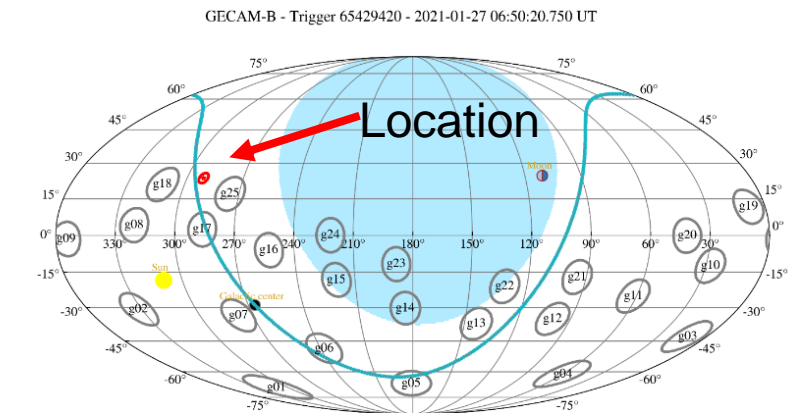 GECAM-B - Trigger 65429420 - 2021-01-27 06:50:20.750 UT
75° 75°
60° 60°
45° Location 45°
30° 30°
Moon
g18 g25 15° 15°
g19
g08 g17 g24 g20
0° g09 330° 300° 270° 240° 210° 180° 150° 120° 90° 60° 30° 0°
g16 g23 g10
Sun g15 g22 g21 -15° -15°
Galactic center g11
g02 g07 g14 g13 g12 -30° -30°
g06 g03
-45° -45°
g05 g04
-60° g01 -60°
-75° -75°